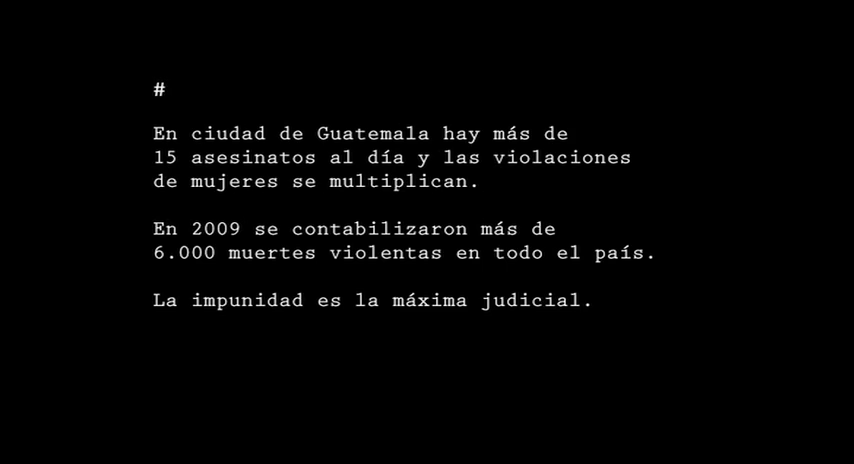 #
En ciudad de Guatemala hay más de
15 asesinatos al día y las violaciones
de mujeres se multiplican.
En 2009 se contabilizaron más de
6.000 muertes violentas en todo el país.
La impunidad es la máxima judicial.